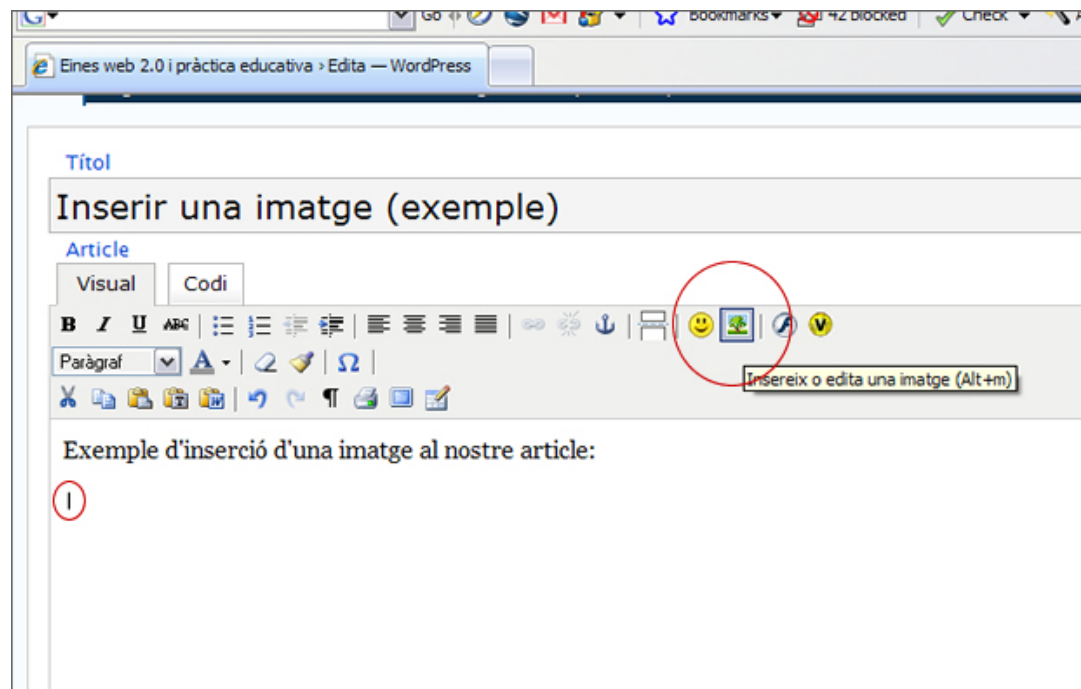 Go Bookmarks 42 blocked Check
Eines web 2.0 i pràctica educativa › Edita — WordPress
Títol
Inserir una imatge (exemple)
Article
Visual Codi
B I U ABC
Paràgraf A Ω
Insereix o edita una imatge (Alt+m)
Exemple d'inserció d'una imatge al nostre article: